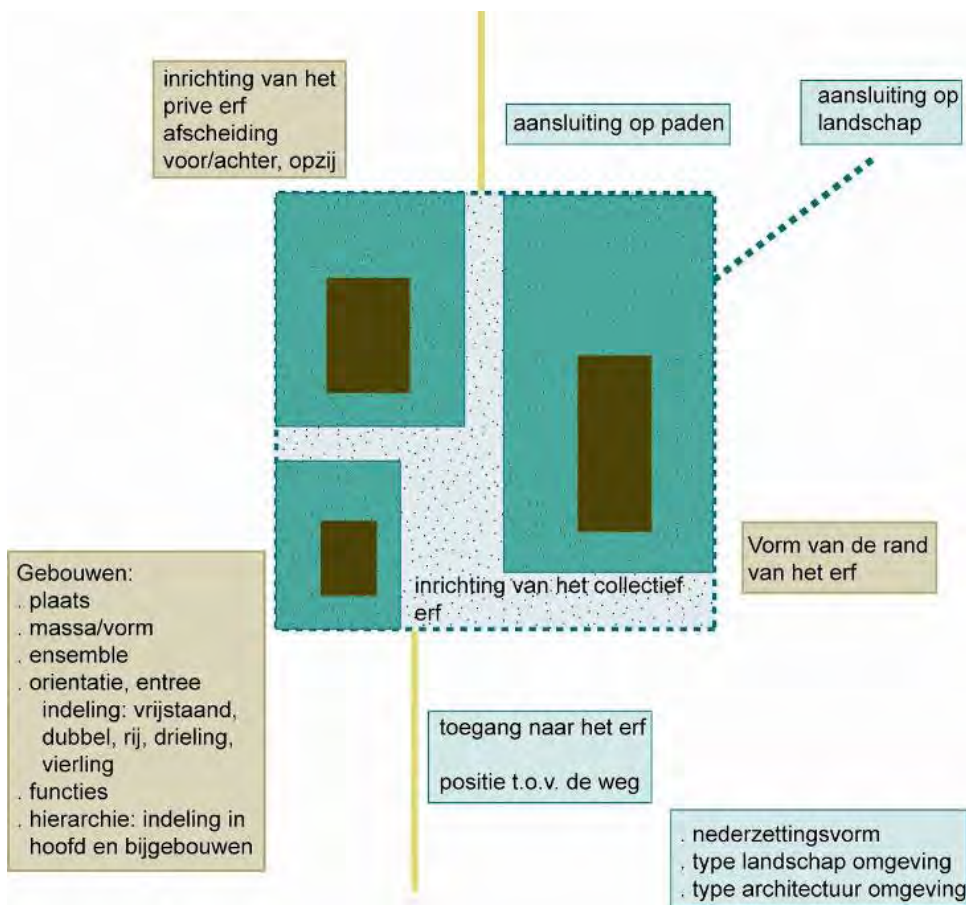 inrichting van het
prive erf
afscheiding
voor/achter, opzij
aansluiting op paden
aansluiting op
landschap
Vorm van de rand
van het erf
inrichting van het collectief
erf
Gebouwen:
. plaats
. massa/vorm
. ensemble
. orientatie, entree
indeling: vrijstaand,
dubbel, rij, drieling,
vierling
. functies
. hierarchie: indeling in
hoofd en bijgebouwen
toegang naar het erf
positie t.o.v. de weg
. nederzettingsvorm
. type landschap omgeving
. type architectuur omgeving